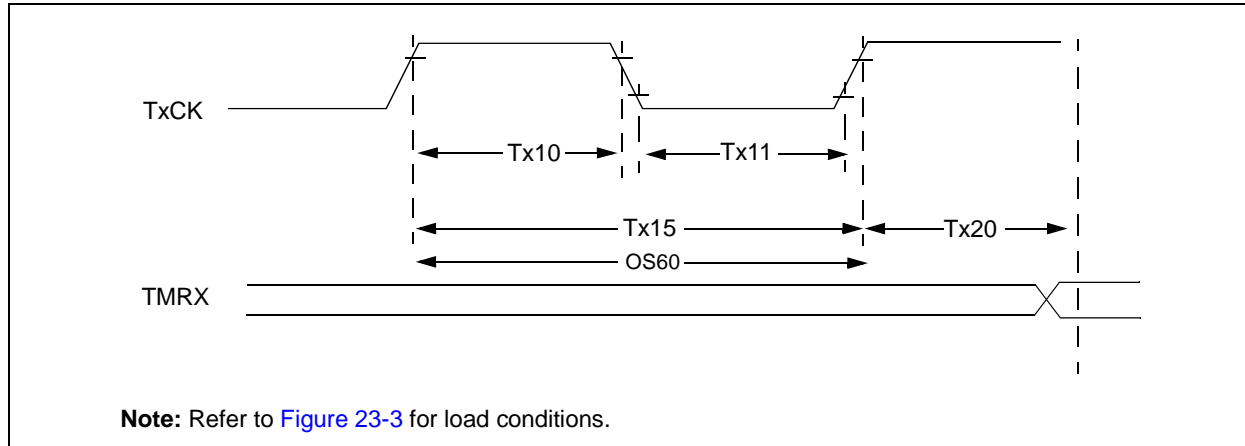 TxCK
Tx10
Tx11
Tx15
Tx20
OS60
TMRX
Note: Refer to Figure 23-3 for load conditions.